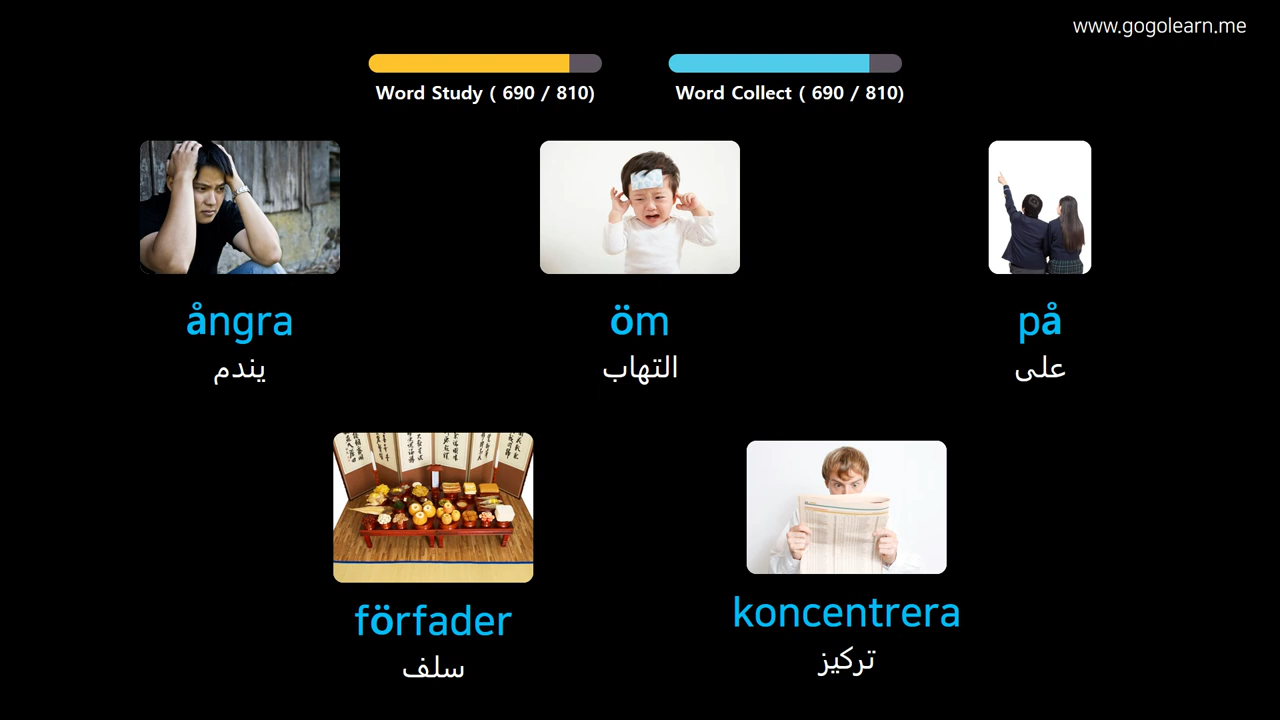 www.gogolearn.me
Word Study ( 690 / 810)
Word Collect ( 690 / 810)
ångra
يندم
öm
التهاب
på
على
förfader
سلف
koncentrera
تركيز